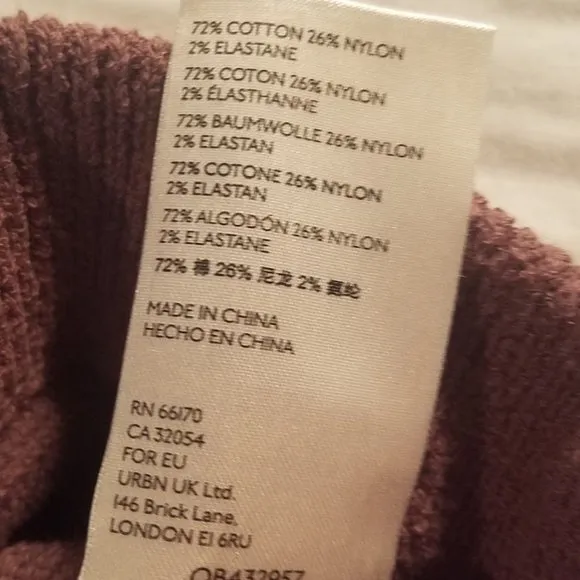 72% COTTON 26% NYLON
2% ELASTANE
72% COTON 26% NYLON
2% ÉLASTHANNE
72% BAUMWOLLE 26% NYLON
2% ELASTAN
72% COTONE 26% NYLON
2% ELASTAN
72% ALGODÓN 26% NYLON
2% ELASTANE
72% 棉 26% 尼龙 2% 氨纶
MADE IN CHINA
HECHO EN CHINA
RN 66170
CA 32054
FOR EU
URBN UK Ltd.
146 Brick Lane,
LONDON E1 6RU
OB432957